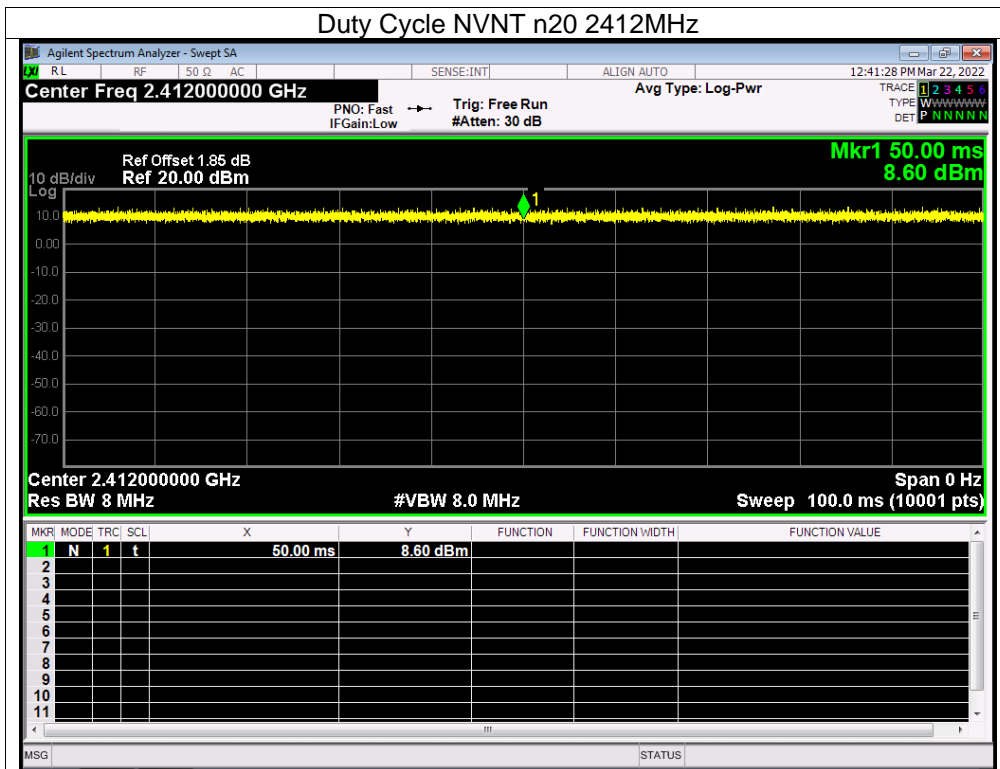 Duty Cycle NVNT n20 2412MHz
Agilent Spectrum Analyzer - Swept SA
LXI RL RF 50 Ω AC SENSE:INT ALIGN AUTO 12:41:28 PM Mar 22, 2022
Center Freq 2.412000000 GHz
Avg Type: Log-Pwr
TRACE 1 2 3 4 5 6
PNO: Fast Trig: Free Run
TYPE WWWWWW
IFGain:Low #Atten: 30 dB
DET P N N N N N
Mkr1 50.00 ms
8.60 dBm
Ref Offset 1.85 dB
10 dB/div Ref 20.00 dBm
Log
1
10.0
0.00
-10.0
-20.0
-30.0
-40.0
-50.0
-60.0
-70.0
Center 2.412000000 GHz Span 0 Hz
Res BW 8 MHz #VBW 8.0 MHz Sweep 100.0 ms (10001 pts)
MKR MODE TRC SCL X Y FUNCTION FUNCTION WIDTH FUNCTION VALUE
1 N 1 t 50.00 ms 8.60 dBm
2
3
4
5
6
7
8
9
10
11
MSG STATUS